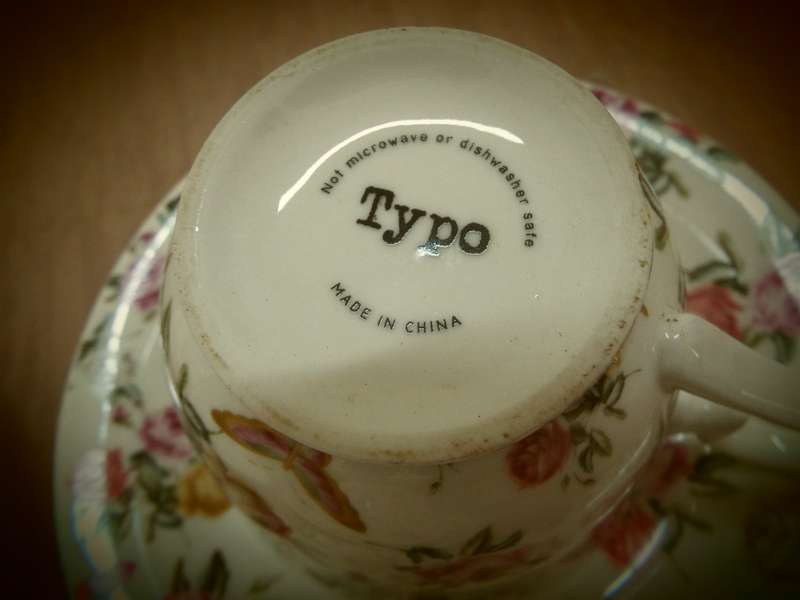 Not microwave or dishwasher safe
Typo
MADE IN CHINA